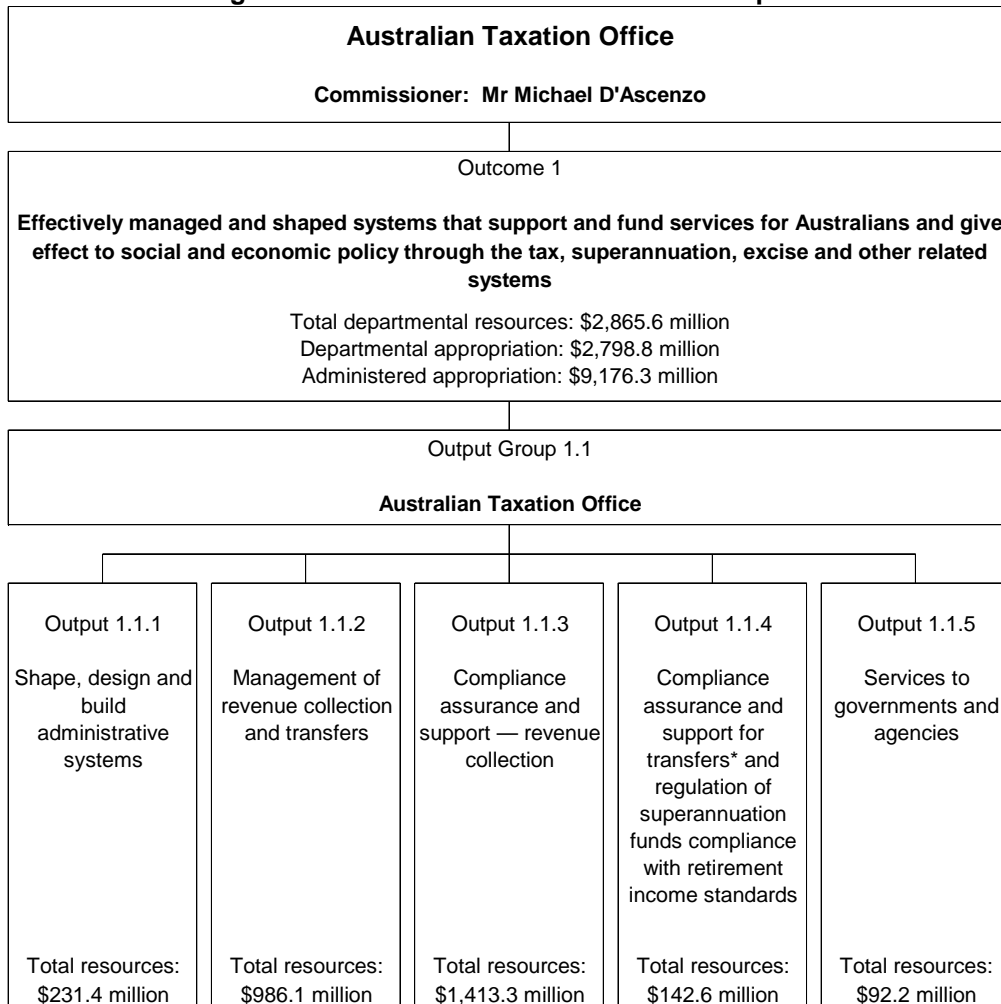 Australian Taxation Office
Commissioner: Mr Michael D'Ascenzo
Outcome 1
Effectively managed and shaped systems that support and fund services for Australians and give
effect to social and economic policy through the tax, superannuation, excise and other related
systems
Total departmental resources: $2,865.6 million
Departmental appropriation: $2,798.8 million
Administered appropriation: $9,176.3 million
Output Group 1.1
Australian Taxation Office
Output 1.1.1
Shape, design and
build
administrative
systems
Total resources:
$231.4 million
Output 1.1.2
Management of
revenue collection
and transfers
Total resources:
$986.1 million
Output 1.1.3
Compliance
assurance and
support — revenue
collection
Total resources:
$1,413.3 million
Output 1.1.4
Compliance
assurance and
support for
transfers* and
regulation of
superannuation
funds compliance
with retirement
income standards
Total resources:
$142.6 million
Output 1.1.5
Services to
governments and
agencies
Total resources:
$92.2 million